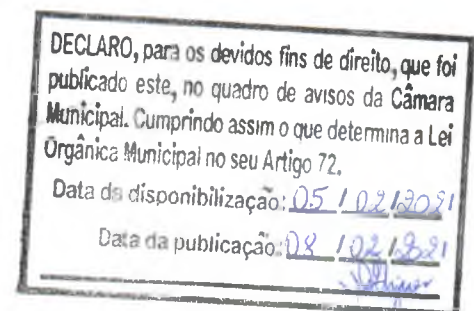 DECLARO, para os devidos fins de direito, que foi
publicado este, no quadro de avisos da Câmara
Municipal. Cumprindo assim o que determina a Lei
Orgânica Municipal no seu Artigo 72.
Data da disponibilização: 05 / 02 / 2021
Data da publicação: 08 / 02 / 2021